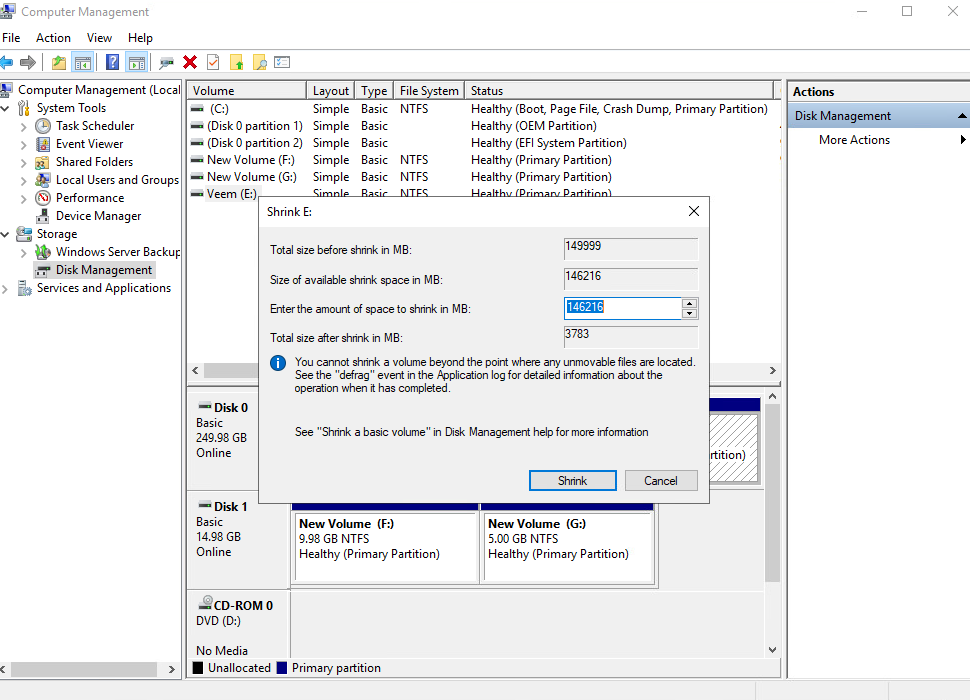 Computer Management
File Action View Help
Computer Management (Local
System Tools
Task Scheduler
Event Viewer
Shared Folders
Local Users and Groups
Performance
Device Manager
Storage
Windows Server Backup
Disk Management
Services and Applications
Volume Layout Type File System Status
(C:) Simple Basic NTFS Healthy (Boot, Page File, Crash Dump, Primary Partition)
(Disk 0 partition 1) Simple Basic Healthy (OEM Partition)
(Disk 0 partition 2) Simple Basic Healthy (EFI System Partition)
New Volume (F:) Simple Basic NTFS Healthy (Primary Partition)
New Volume (G:) Simple Basic NTFS Healthy (Primary Partition)
Veem (E:) Simple Basic NTFS Healthy (Primary Partition)
Shrink E:
Total size before shrink in MB: 149999
Size of available shrink space in MB: 146216
Enter the amount of space to shrink in MB: 146216
Total size after shrink in MB: 3783
You cannot shrink a volume beyond the point where any unmovable files are located.
See the "defrag" event in the Application log for detailed information about the
operation when it has completed.
See "Shrink a basic volume" in Disk Management help for more information
Shrink Cancel
Disk 0
Basic
249.98 GB
Online
rtition)
Disk 1
Basic
14.98 GB
Online
New Volume (F:)
9.98 GB NTFS
Healthy (Primary Partition)
New Volume (G:)
5.00 GB NTFS
Healthy (Primary Partition)
CD-ROM 0
DVD (D:)
No Media
Unallocated Primary partition
Actions
Disk Management
More Actions